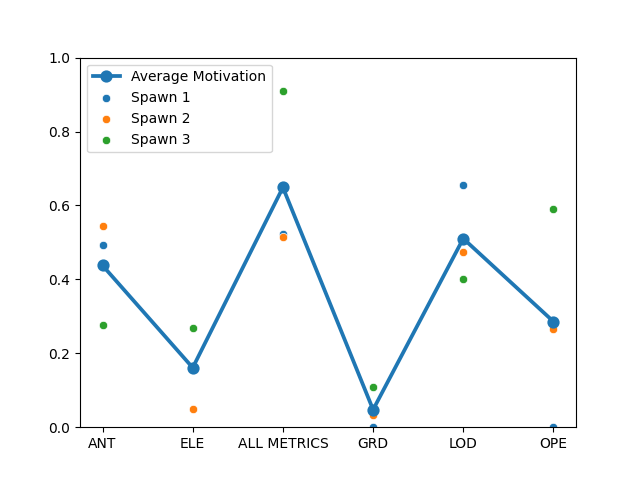 1.0
0.8
0.6
0.4
0.2
0.0
Average Motivation
Spawn 1
Spawn 2
Spawn 3
ANT ELE ALL METRICS GRD LOD OPE